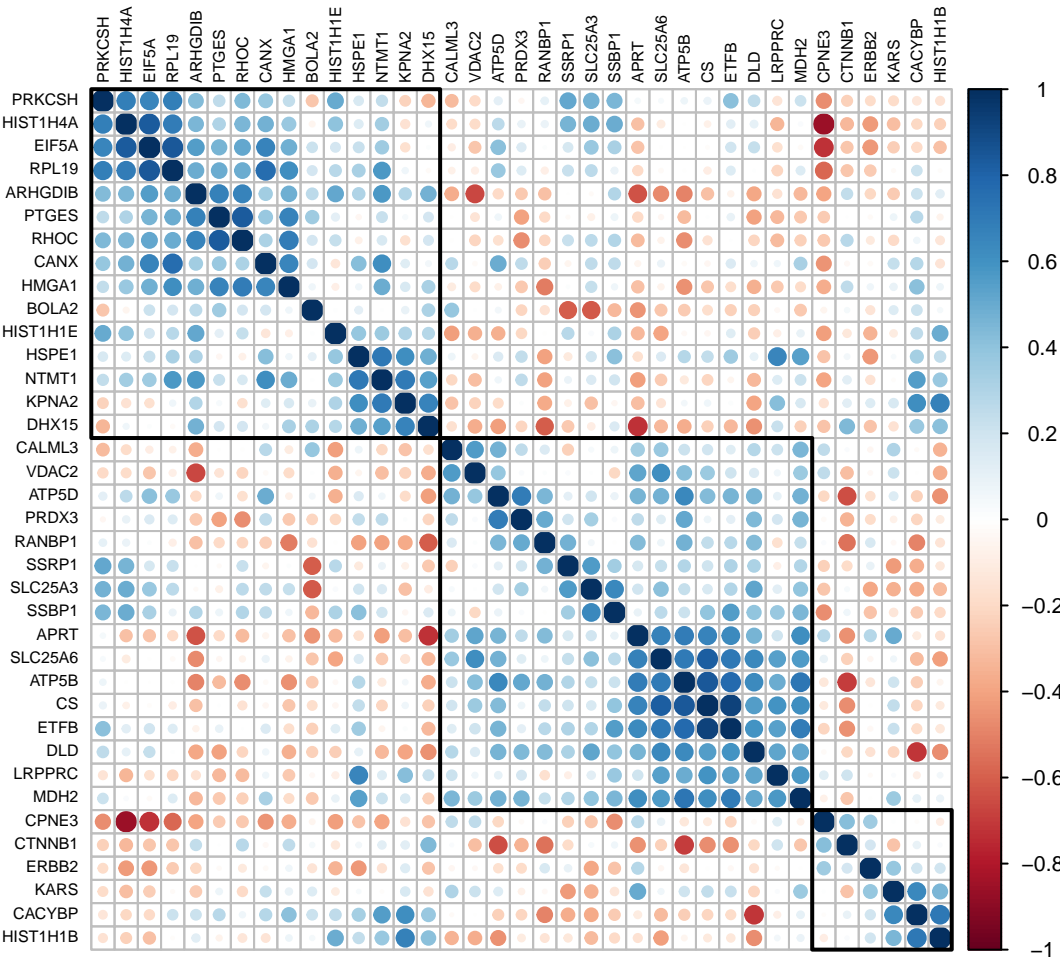 PRKCSH
HIST1H4A
EIF5A
RPL19
ARHGDIB
PTGES
RHOC
CANX
HMGA1
BOLA2
HIST1H1E
HSPE1
NTMT1
KPNA2
DHX15
CALML3
VDAC2
ATP5D
PRDX3
RANBP1
SSRP1
SLC25A3
SSBP1
APRT
SLC25A6
ATP5B
CS
ETFB
DLD
LRPPRC
MDH2
CPNE3
CTNNB1
ERBB2
KARS
CACYBP
HIST1H1B
PRKCSH
HIST1H4A
EIF5A
RPL19
ARHGDIB
PTGES
RHOC
CANX
HMGA1
BOLA2
HIST1H1E
HSPE1
NTMT1
KPNA2
DHX15
CALML3
VDAC2
ATP5D
PRDX3
RANBP1
SSRP1
SLC25A3
SSBP1
APRT
SLC25A6
ATP5B
CS
ETFB
DLD
LRPPRC
MDH2
CPNE3
CTNNB1
ERBB2
KARS
CACYBP
HIST1H1B
1
0.8
0.6
0.4
0.2
0
−0.2
−0.4
−0.6
−0.8
−1